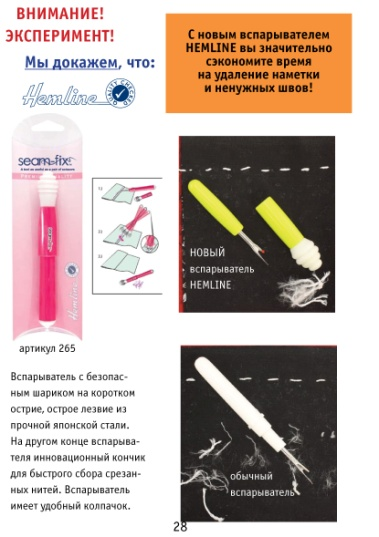 ВНИМАНИЕ!
ЭКСПЕРИМЕНТ!
Мы докажем, что:
Hemline
QUALITY CHECKED
С новым вспарывателем
HEMLINE вы значительно
сэкономите время
на удаление наметки
и ненужных швов!
seam-fix
Hemline
артикул 265
НОВЫЙ
вспарыватель
HEMLINE
Вспарыватель с безопас-
ным шариком на коротком
острие, острое лезвие из
прочной японской стали.
На другом конце вспарыва-
теля инновационный кончик
для быстрого сбора срезан-
ных нитей. Вспарыватель
имеет удобный колпачок.
обычный
вспарыватель
28